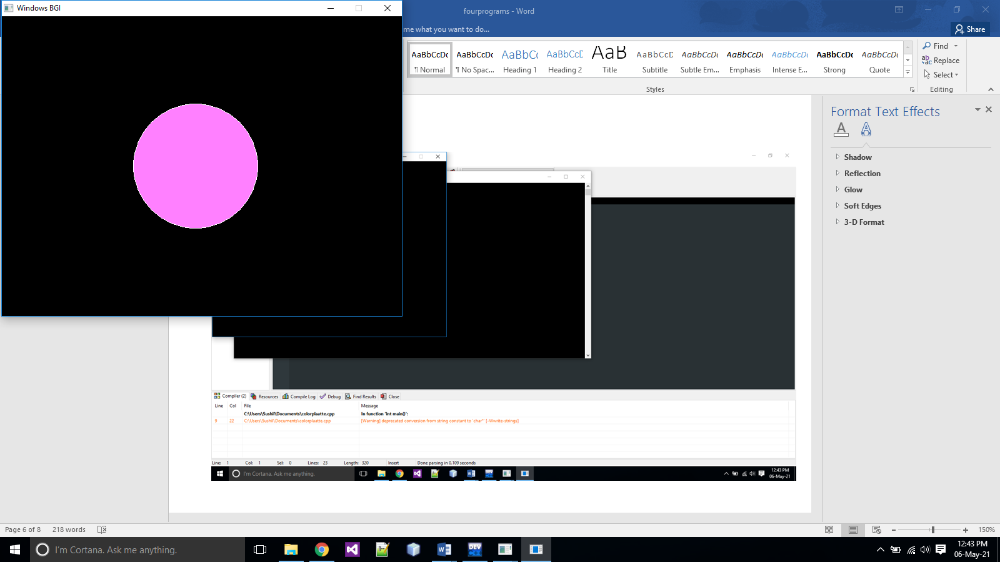 Windows BGI
fourprograms - Word
me what you want to do...
Share
AaBbCcDc AaBbCcDc AaBbCc AaBbCcD AaB AaBbCcD AaBbCcDc AaBbCcDc AaBbCcDc AaBbCcDc AaBbCcDc
¶ Normal ¶ No Spac... Heading 1 Heading 2 Title Subtitle Subtle Em... Emphasis Intense E... Strong Quote
Styles
Find
Replace
Select
Editing
Format Text Effects
Shadow
Reflection
Glow
Soft Edges
3-D Format
Compiler (2) Resources Compile Log Debug Find Results Close
Line Col File Message
C:\Users\Sushil\Documents\colorplaatte.cpp In function 'int main()':
9 22 C:\Users\Sushil\Documents\colorplaatte.cpp [Warning] deprecated conversion from string constant to 'char*' [-Wwrite-strings]
Line: 1 Col: 1 Sel: 0 Lines: 23 Length: 320 Insert Done parsing in 0.109 seconds
I'm Cortana. Ask me anything.
DEV
12:43 PM
06-May-21
Page 6 of 8 218 words
150%
I'm Cortana. Ask me anything.
DEV
12:43 PM
06-May-21